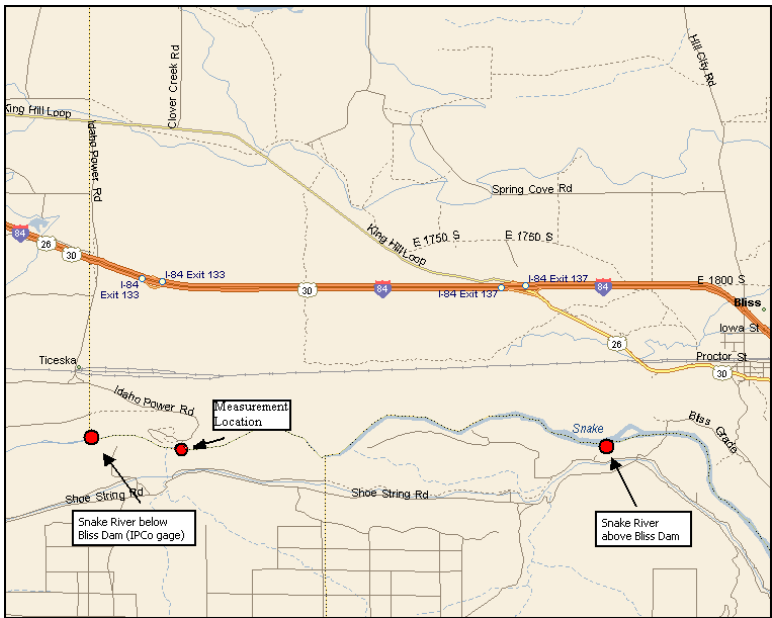 Clover Creek Rd
Hill City Rd
King Hill Loop
Idaho Power Rd
Spring Cove Rd
King Hill Loop
E 1750 S
E 1750 S
84
26
30
I-84 Exit 133
I-84
Exit 133
30
84
I-84 Exit 137
I-84 Exit 137
84
E 1800 S
Bliss
Iowa St
26
Proctor St
30
Ticeska
Idaho Power Rd
Measurement
Location
Snake
Bliss Grade
Shoe String Rd
Shoe String Rd
Snake River below
Bliss Dam (IPCo gage)
Snake River
above Bliss Dam